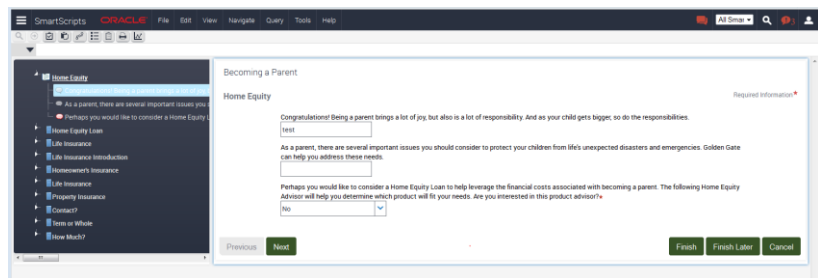 SmartScripts ORACLE File Edit View Navigate Query Tools Help All Smar
Home Equity
Congratulations! Being a parent brings a lot of joy, b
As a parent, there are several important issues you s
Perhaps you would like to consider a Home Equity L
Home Equity Loan
Life Insurance
Life Insurance Introduction
Homeowner's Insurance
Life Insurance
Property Insurance
Contact?
Term or Whole
How Much?
Becoming a Parent
Home Equity
Required Information*
Congratulations! Being a parent brings a lot of joy, but also is a lot of responsibility. And as your child gets bigger, so do the responsibilities.
test
As a parent, there are several important issues you should consider to protect your children from life's unexpected disasters and emergencies. Golden Gate
can help you address these needs.
Perhaps you would like to consider a Home Equity Loan to help leverage the financial costs associated with becoming a parent. The following Home Equity
Advisor will help you determine which product will fit your needs. Are you interested in this product advisor?*
No
Previous Next Finish Finish Later Cancel